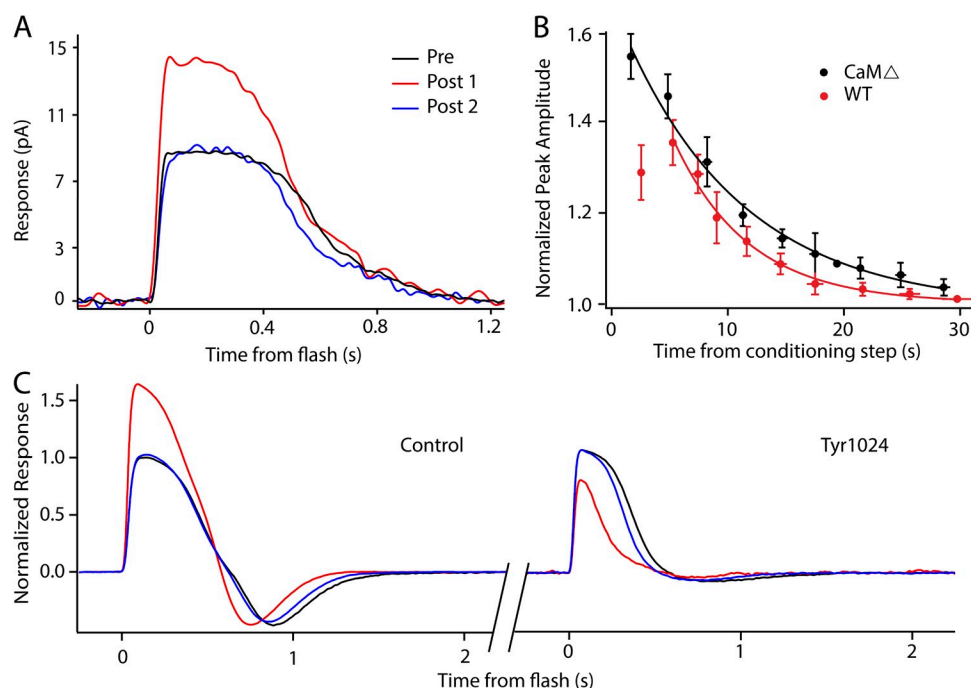 A
15
11
7
3
0
Response (pA)
Pre
Post 1
Post 2
0
0.4
0.8
1.2
Time from flash (s)
B
1.6
1.4
1.2
1.0
Normalized Peak Amplitude
CaM△
WT
0
10
20
30
Time from conditioning step (s)
C
1.5
1.0
0.5
0.0
Normalized Response
Control
Tyr1024
0
1
2
0
1
2
Time from flash (s)